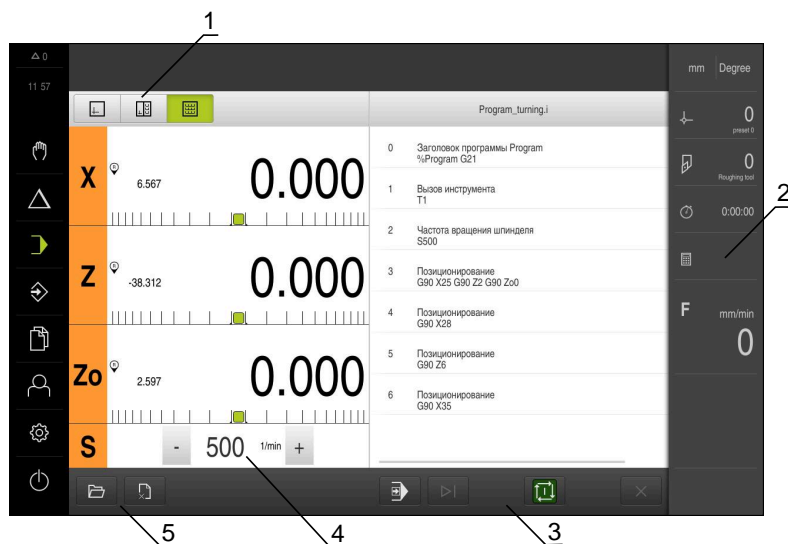 1
△ 0
11 57
mm Degree
Program_turning.i
0
preset 0
0
Roughing tool
0:00:00
2
F mm/min
0
X R 6.567 0.000
Z R -38.312 0.000
Zo R 2.597 0.000
S - 500 1/min +
0 Заголовок программы Program
%Program G21
1 Вызов инструмента
T1
2 Частота вращения шпинделя
S500
3 Позиционирование
G90 X25 G90 Z2 G90 Zo0
4 Позиционирование
G90 X28
5 Позиционирование
G90 Z6
6 Позиционирование
G90 X35
5
4
3